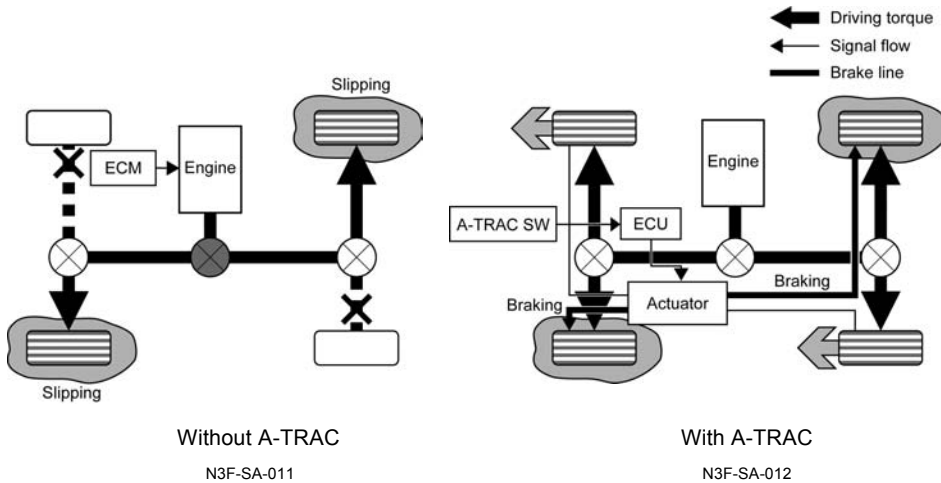 Driving torque
Signal flow
Brake line
Slipping
ECM
Engine
Slipping
Engine
A-TRAC SW
ECU
Braking
Actuator
Braking
Without A-TRAC
N3F-SA-011
With A-TRAC
N3F-SA-012